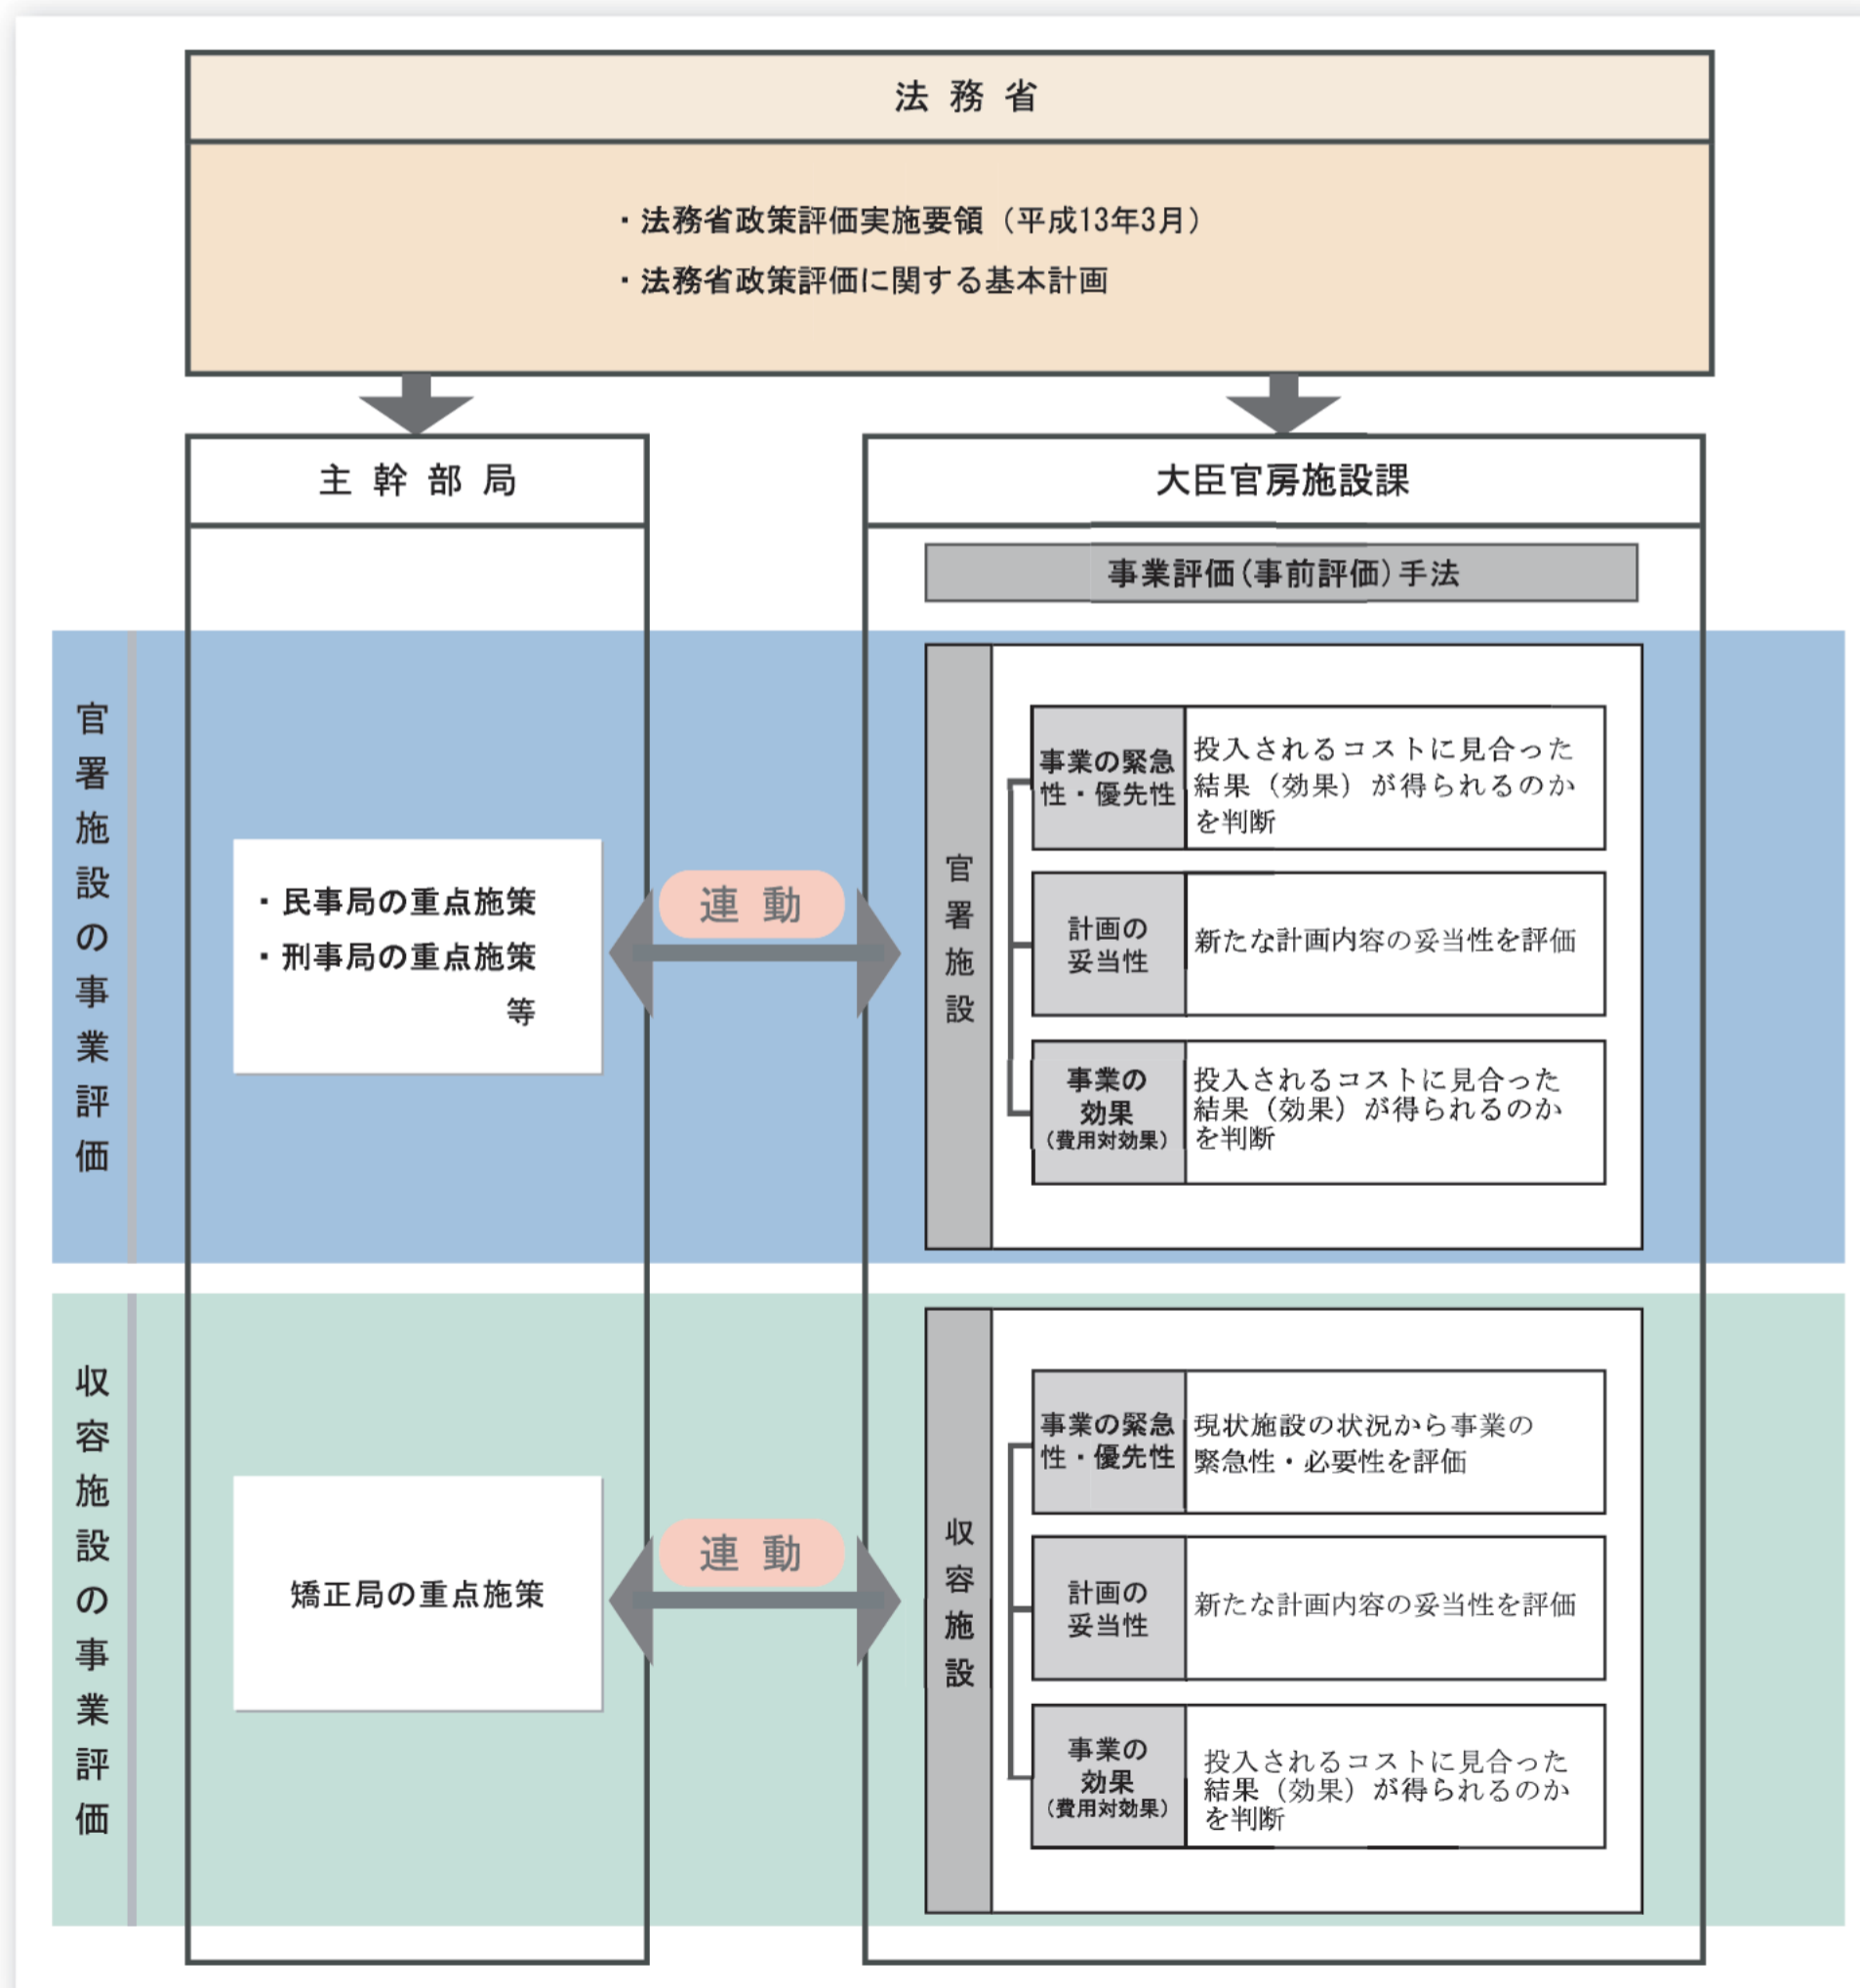 法務省
・法務省政策評価実施要領（平成13年3月）
・法務省政策評価に関する基本計画
主幹部局
大臣官房施設課
事業評価(事前評価)手法
官署施設の事業評価
・民事局の重点施策
・刑事局の重点施策
等
連動
官署施設
事業の緊急
性・優先性
投入されるコストに見合った
結果（効果）が得られるのか
を判断
計画の
妥当性
新たな計画内容の妥当性を評価
事業の
効果
（費用対効果）
投入されるコストに見合った
結果（効果）が得られるのか
を判断
収容施設の事業評価
矯正局の重点施策
連動
収容施設
事業の緊急
性・優先性
現状施設の状況から事業の
緊急性・必要性を評価
計画の
妥当性
新たな計画内容の妥当性を評価
事業の
効果
（費用対効果）
投入されるコストに見合った
結果（効果）が得られるのか
を判断